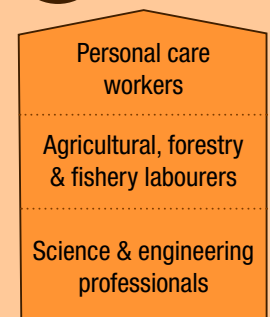 Personal care
workers
Agricultural, forestry
& fishery labourers
Science & engineering
professionals